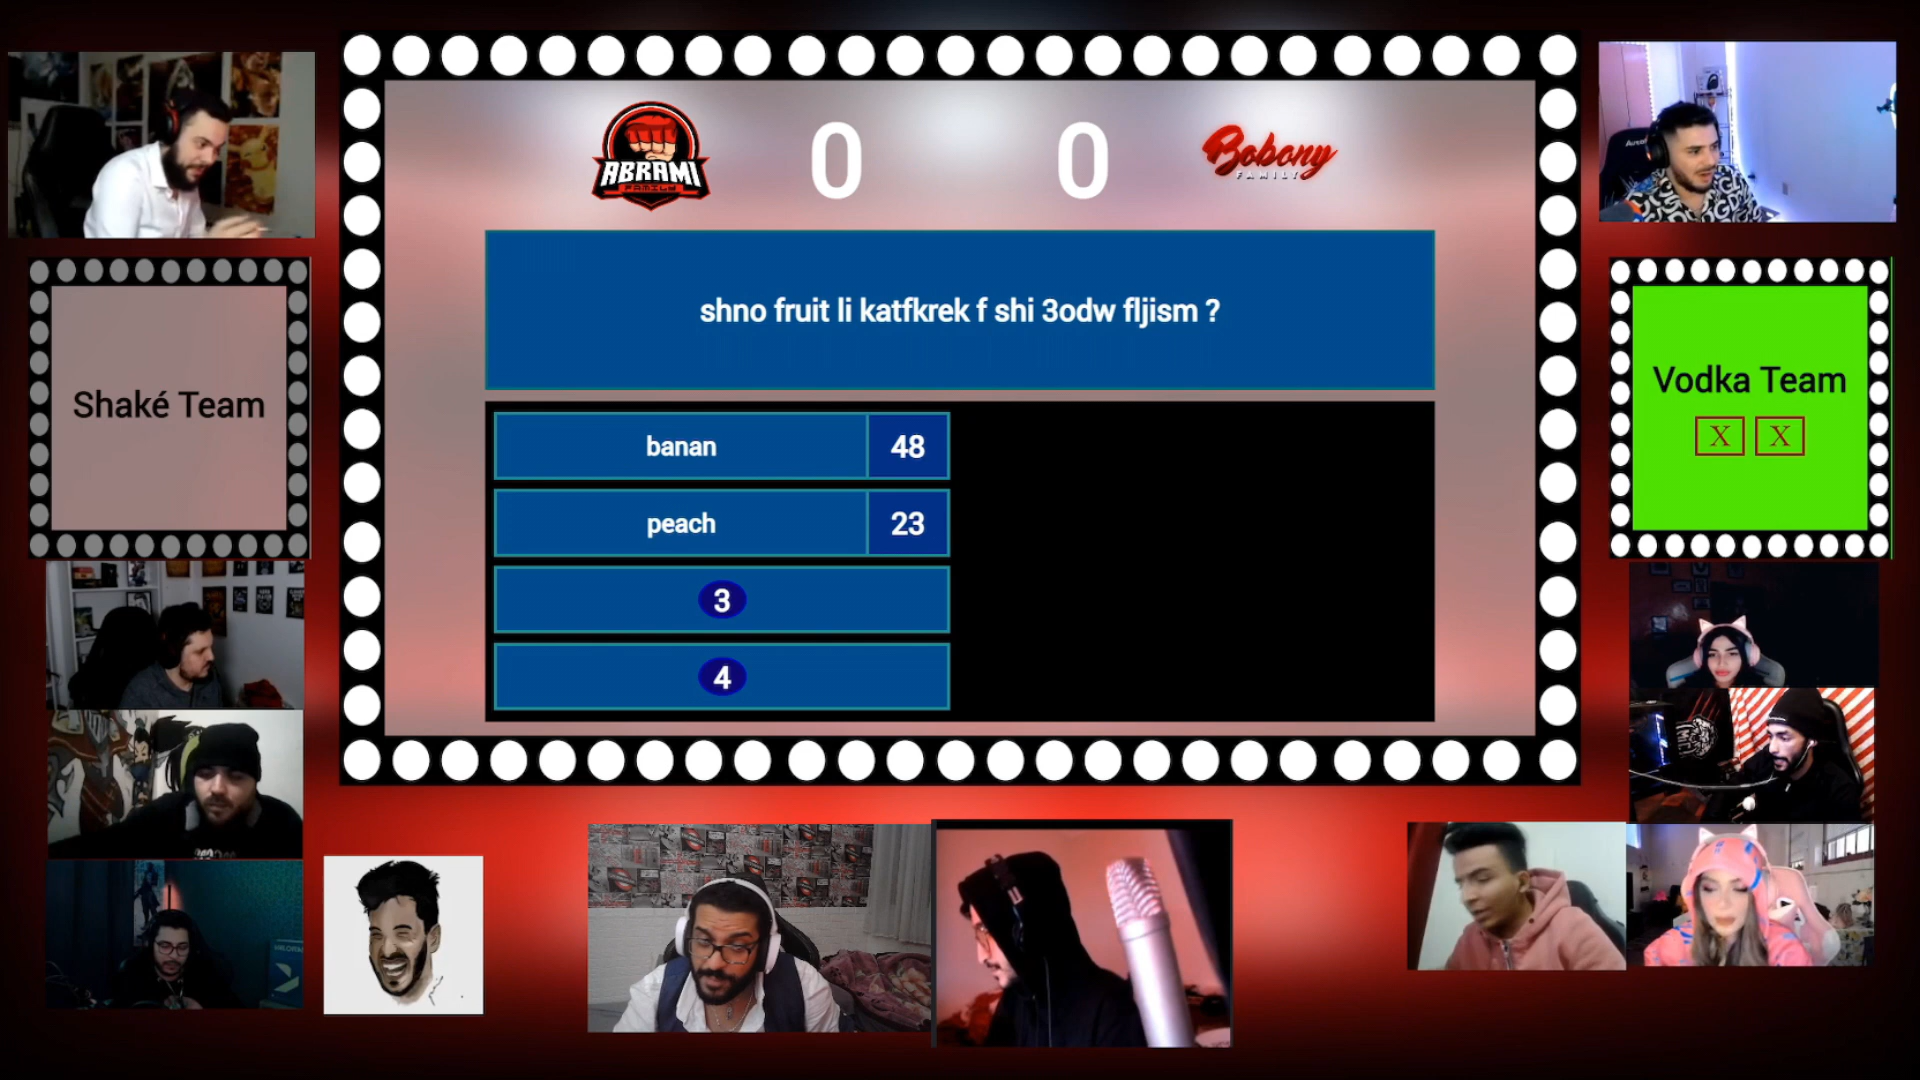 ABRAMI
FAMILY
0
0
Bobony
FAMILY
shno fruit li katfkrek f shi 3odw fljism ?
Shaké Team
Vodka Team
X X
banan 48
peach 23
3
4